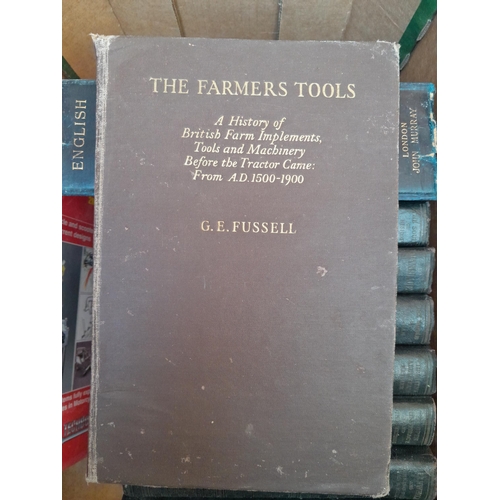 THE FARMERS TOOLS
A History of
British Farm Implements,
Tools and Machinery
Before the Tractor Came:
From A.D. 1500-1900
G. E. FUSSELL
ENGLISH
LONDON
JOHN MURRAY